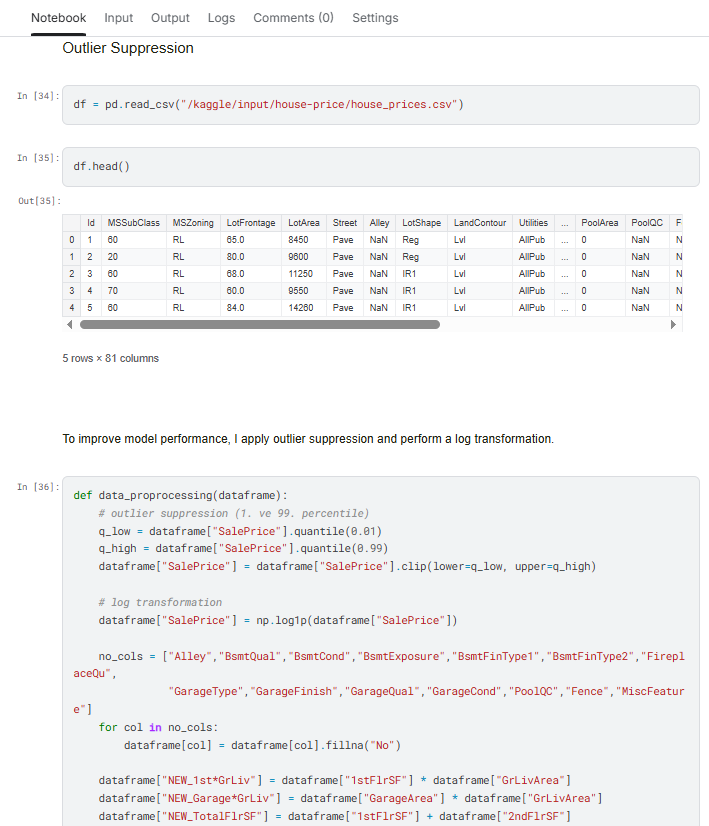 Notebook Input Output Logs Comments (0) Settings
Outlier Suppression
In [34]:
df = pd.read_csv("/kaggle/input/house-price/house_prices.csv")
In [35]:
df.head()
Out[35]:
Id MSSubClass MSZoning LotFrontage LotArea Street Alley LotShape LandContour Utilities ... PoolArea PoolQC F
0 1 60 RL 65.0 8450 Pave NaN Reg Lvl AllPub ... 0 NaN N
1 2 20 RL 80.0 9600 Pave NaN Reg Lvl AllPub ... 0 NaN N
2 3 60 RL 68.0 11250 Pave NaN IR1 Lvl AllPub ... 0 NaN N
3 4 70 RL 60.0 9550 Pave NaN IR1 Lvl AllPub ... 0 NaN N
4 5 60 RL 84.0 14260 Pave NaN IR1 Lvl AllPub ... 0 NaN N
5 rows × 81 columns
To improve model performance, I apply outlier suppression and perform a log transformation.
In [36]:
def data_proprocessing(dataframe):
# outlier suppression (1. ve 99. percentile)
q_low = dataframe["SalePrice"].quantile(0.01)
q_high = dataframe["SalePrice"].quantile(0.99)
dataframe["SalePrice"] = dataframe["SalePrice"].clip(lower=q_low, upper=q_high)
# log transformation
dataframe["SalePrice"] = np.log1p(dataframe["SalePrice"])
no_cols = ["Alley","BsmtQual","BsmtCond","BsmtExposure","BsmtFinType1","BsmtFinType2","Firepl
aceQu",
"GarageType","GarageFinish","GarageQual","GarageCond","PoolQC","Fence","MiscFeatur
e"]
for col in no_cols:
dataframe[col] = dataframe[col].fillna("No")
dataframe["NEW_1st*GrLiv"] = dataframe["1stFlrSF"] * dataframe["GrLivArea"]
dataframe["NEW_Garage*GrLiv"] = dataframe["GarageArea"] * dataframe["GrLivArea"]
dataframe["NEW_TotalFlrSF"] = dataframe["1stFlrSF"] + dataframe["2ndFlrSF"]